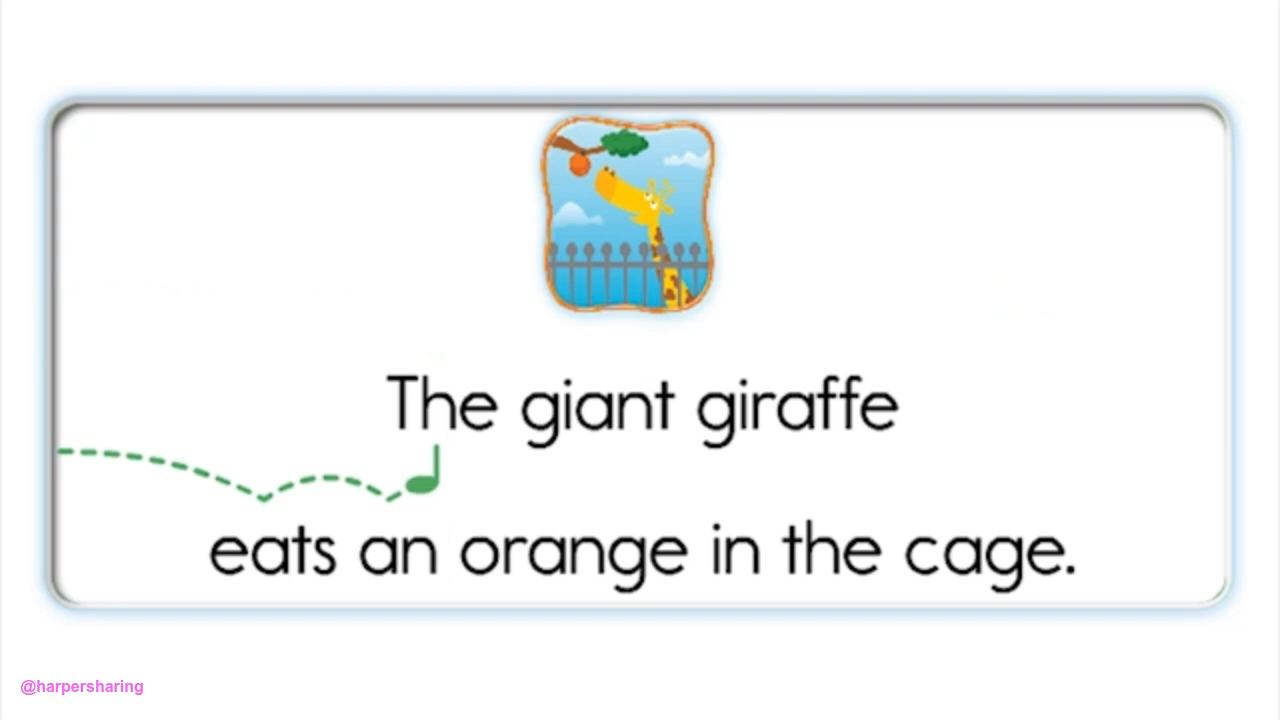 The giant giraffe
eats an orange in the cage.
@harpersharing